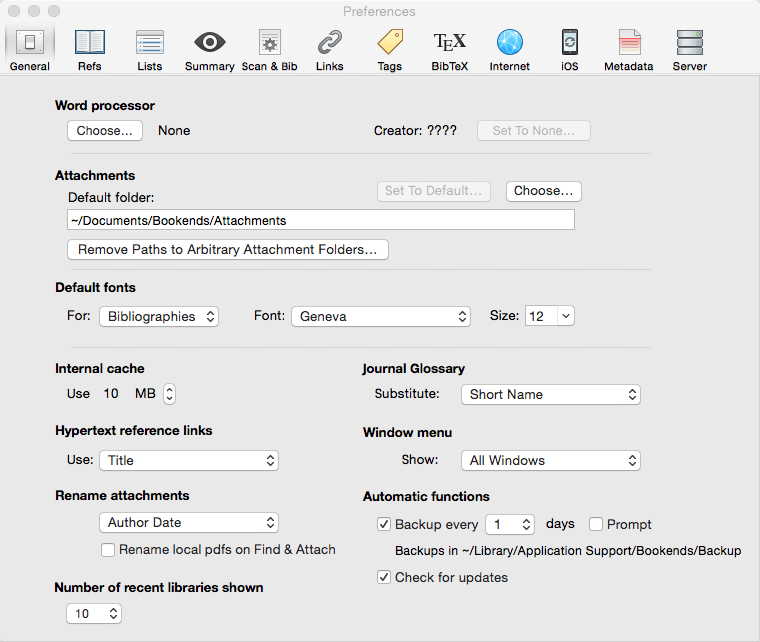 Preferences
General Refs Lists Summary Scan & Bib Links Tags BibTeX Internet iOS Metadata Server
Word processor
Choose... None Creator: ???? Set To None...
Attachments
Default folder: Set To Default... Choose...
~/Documents/Bookends/Attachments
Remove Paths to Arbitrary Attachment Folders...
Default fonts
For: Bibliographies Font: Geneva Size: 12
Internal cache
Use 10 MB
Journal Glossary
Substitute: Short Name
Hypertext reference links
Use: Title
Window menu
Show: All Windows
Rename attachments
Author Date
Rename local pdfs on Find & Attach
Automatic functions
Backup every 1 days Prompt
Backups in ~/Library/Application Support/Bookends/Backup
Check for updates
Number of recent libraries shown
10